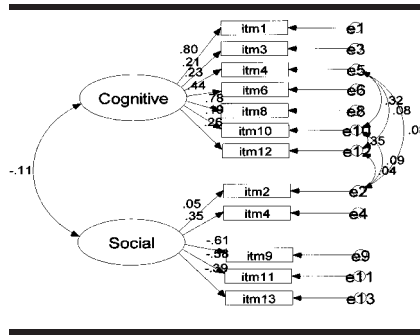 itm1 e1
.80 itm3 e3
.21
.23 itm4 e5
.44
Cognitive itm6 e6
.78 itm8 e8 .32
.08
itm10 e10
.26 .35
itm12 e12
.09
-.11 .04
.05 itm2 e2
.35 itm4 e4
Social -.61 itm9 e9
-.58
-.39 itm11 e11
itm13 e13